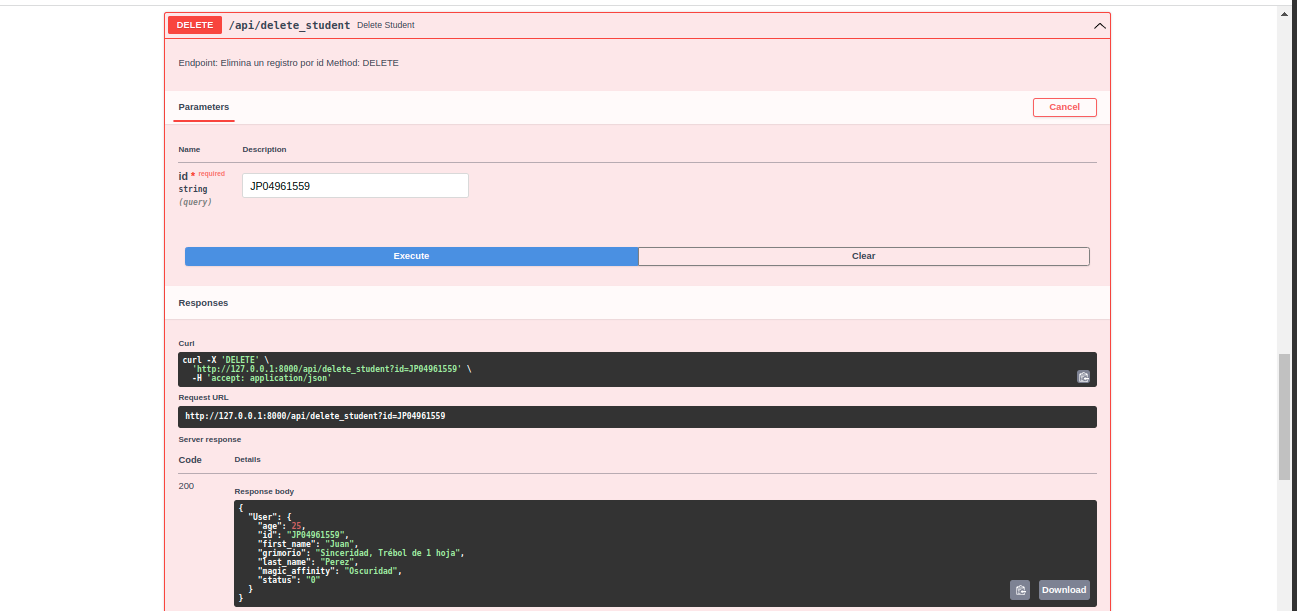 DELETE /api/delete_student Delete Student
Endpoint: Elimina un registro por id Method: DELETE
Parameters Cancel
Name Description
id * required
string
(query)
JP04961559
Execute Clear
Responses
Curl
curl -X 'DELETE' \
'http://127.0.0.1:8000/api/delete_student?id=JP04961559' \
-H 'accept: application/json'
Request URL
http://127.0.0.1:8000/api/delete_student?id=JP04961559
Server response
Code Details
200
Response body
{
"User": {
"age": 25,
"id": "JP04961559",
"first_name": "Juan",
"grimorio": "Sinceridad, Trébol de 1 hoja",
"last_name": "Perez",
"magic_affinity": "Oscuridad",
"status": "0"
}
}
Download